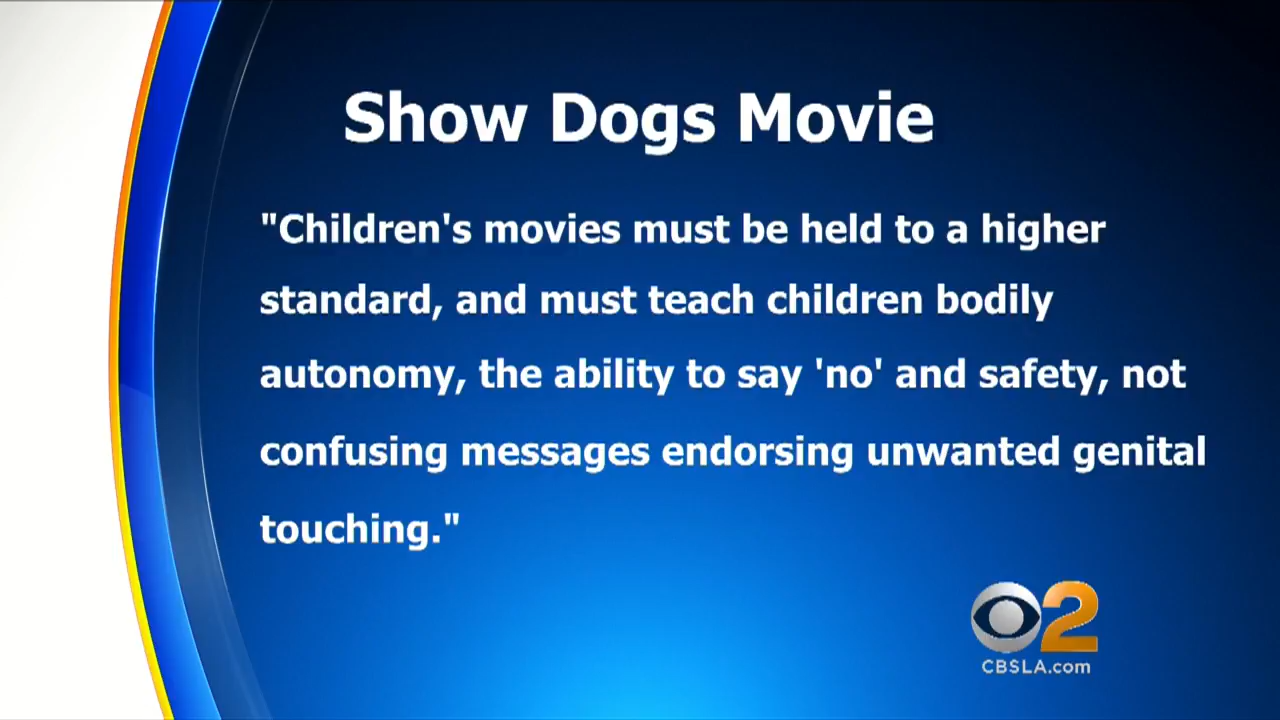 Show Dogs Movie
"Children's movies must be held to a higher
standard, and must teach children bodily
autonomy, the ability to say 'no' and safety, not
confusing messages endorsing unwanted genital
touching."
2
CBSLA.com